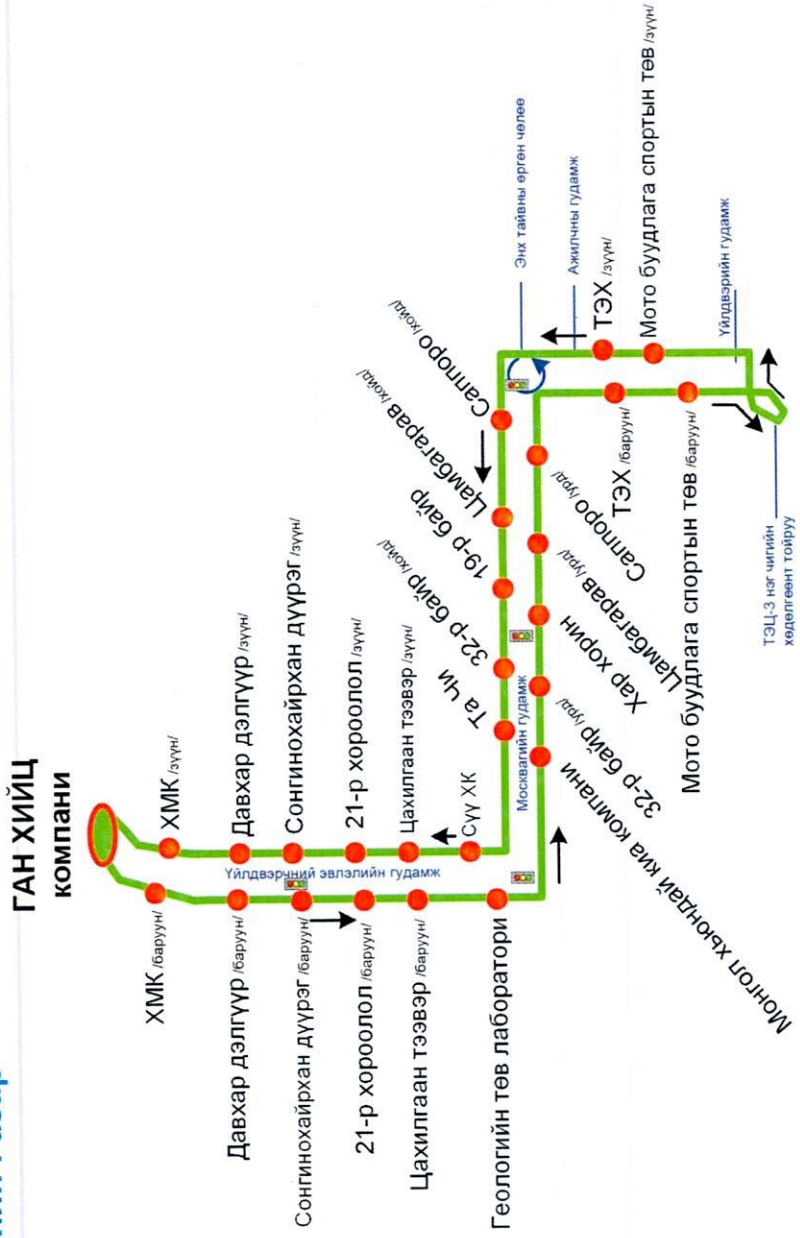 ГАН ХИЙЦ
компани
ХМК /баруун/
Давхар дэлгүүр /баруун/
Сонгинохайрхан дүүрэг /баруун/
21-р хороолол /баруун/
Цахилгаан тээвэр /баруун/
Геологийн төв лаборатори
ХМК /зүүн/
Давхар дэлгүүр /зүүн/
Сонгинохайрхан дүүрэг /зүүн/
21-р хороолол /зүүн/
Цахилгаан тээвэр /зүүн/
Сүү ХК
Үйлдвэрчний эвлэлийн гудамж
Та Чи
32-р байр /хойд/
19-р байр
Цамбагарав /хойд/
Саппоро /хойд/
Москвагийн гудамж
Монгол хьюндай киа компани
32-р байр /урд/
Хар хорин
Цамбагарав /урд/
Саппоро /урд/
ТЭХ /баруун/
Мото буудлага спортын төв /баруун/
Энх тайвны өргөн чөлөө
Ажилчны гудамж
ТЭХ /зүүн/
Мото буудлага спортын төв /зүүн/
Үйлдвэрийн гудамж
ТЭЦ-3 нэг чигийн
хөдөлгөөнт тойруу